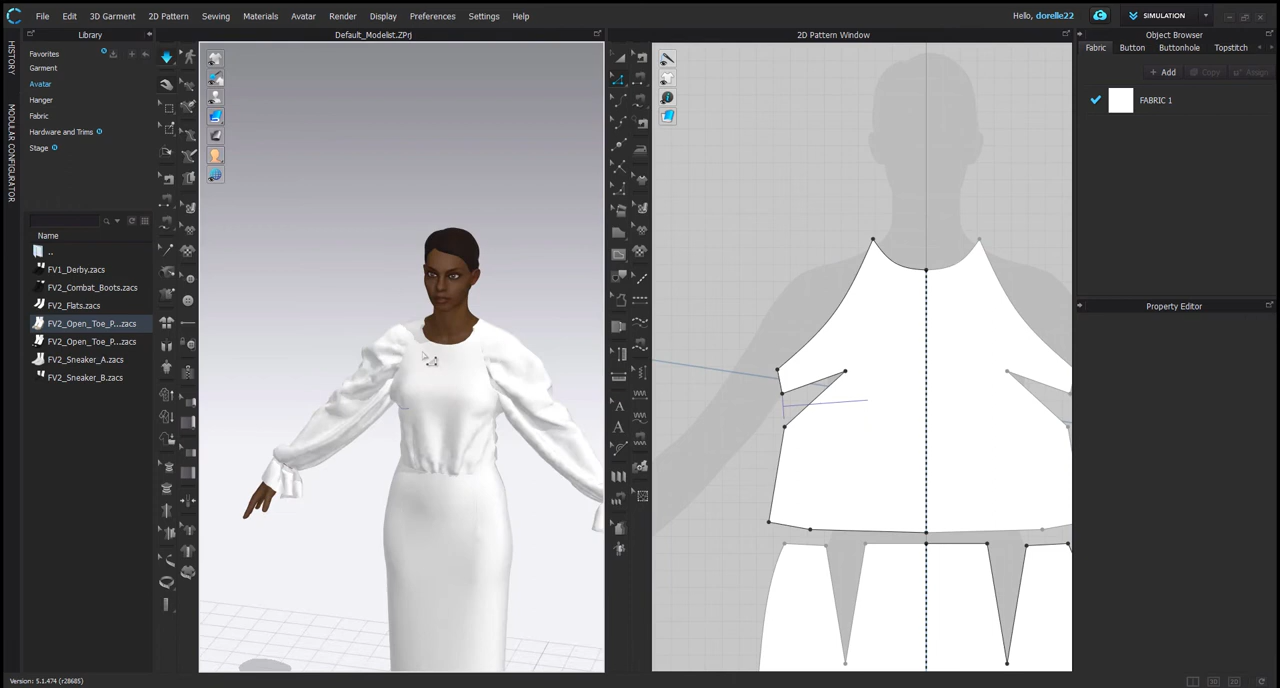 File Edit 3D Garment 2D Pattern Sewing Materials Avatar Render Display Preferences Settings Help
Hello, dorelle22
SIMULATION
Library
Default_Modelist.ZPrj
2D Pattern Window
Object Browser
HISTORY
MODULAR CONFIGURATOR
Favorites
Garment
Avatar
Hanger
Fabric
Hardware and Trims
Stage
Name
..
FV1_Derby.zacs
FV2_Combat_Boots.zacs
FV2_Flats.zacs
FV2_Open_Toe_P...zacs
FV2_Open_Toe_P...zacs
FV2_Sneaker_A.zacs
FV2_Sneaker_B.zacs
Fabric Button Buttonhole Topstitch
+ Add Copy Assign
FABRIC 1
Property Editor
Version: 5.1.474 (r28685)
3D 2D